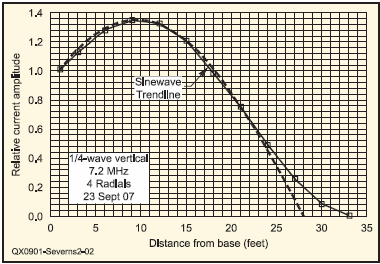 1,4
1,2
1,0
0,8
0,6
0,4
0,2
0,0
Relative current amplitude
Sinewave
Trendline
1/4-wave vertical
7.2 MHz
4 Radials
23 Sept 07
0 5 10 15 20 25 30 35
Distance from base (feet)
QX0901-Severns2-02